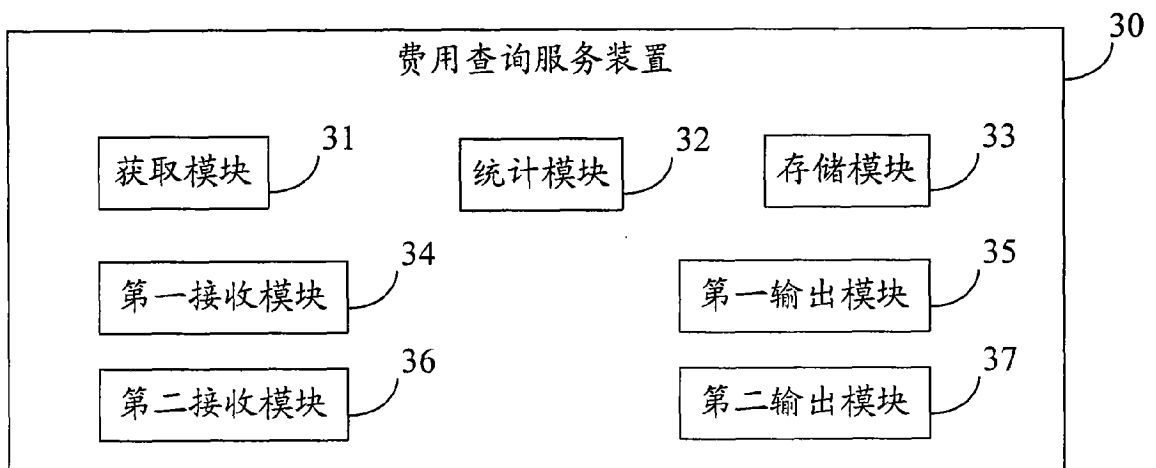 30
费用查询服务装置
31
32
33
获取模块
统计模块
存储模块
34
35
第一接收模块
第一输出模块
36
37
第二接收模块
第二输出模块